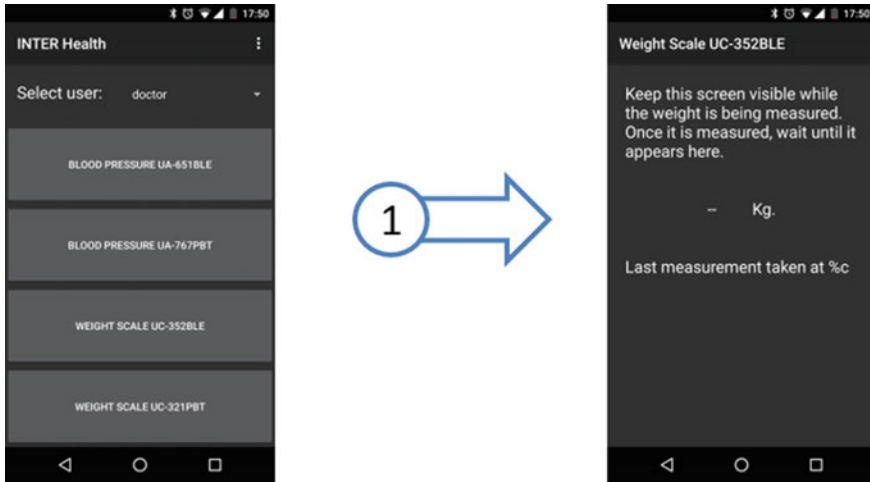 17:50
INTER Health
Select user: doctor
BLOOD PRESSURE UA-651BLE
BLOOD PRESSURE UA-767PBT
WEIGHT SCALE UC-352BLE
WEIGHT SCALE UC-321PBT
1
17:50
Weight Scale UC-352BLE
Keep this screen visible while
the weight is being measured.
Once it is measured, wait until it
appears here.
-- Kg.
Last measurement taken at %c